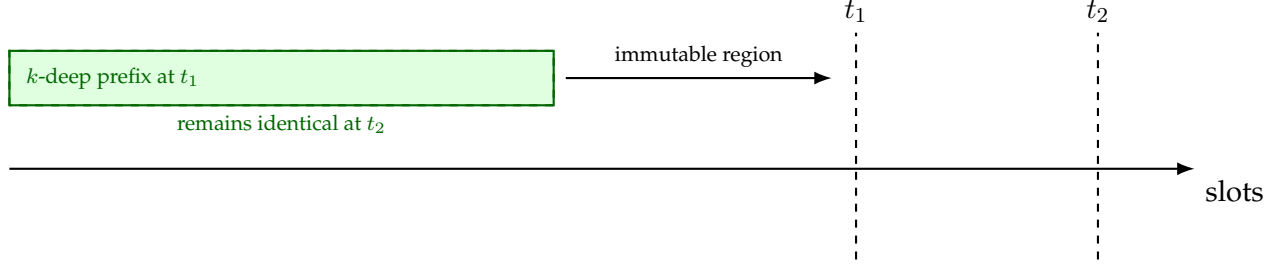 t₁
t₂
immutable region
k-deep prefix at t₁
remains identical at t₂
slots